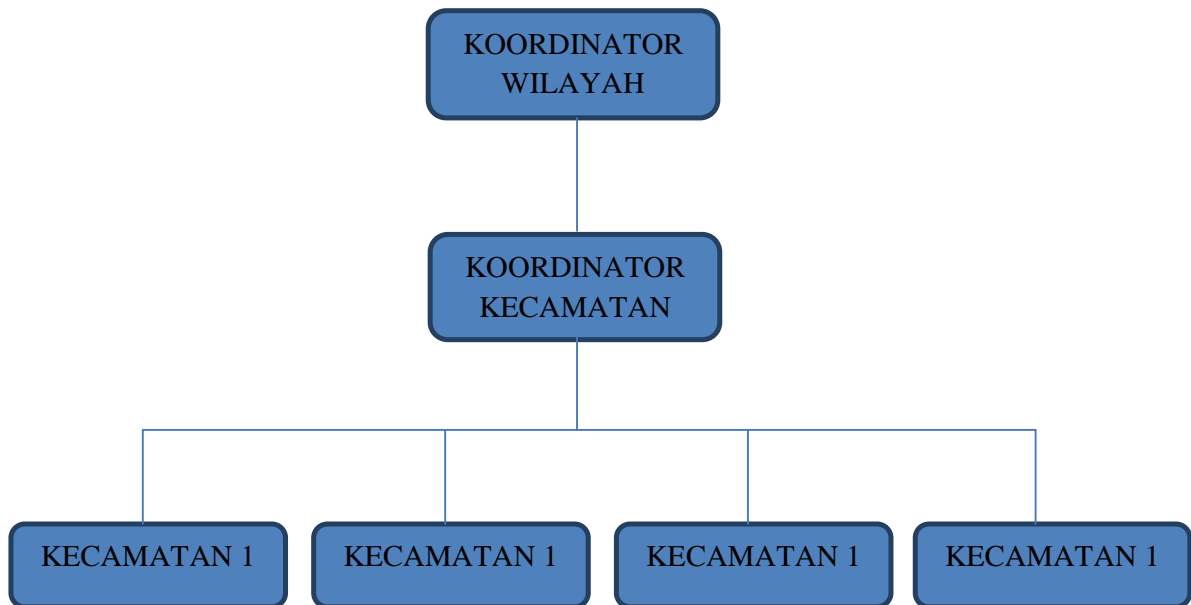 KOORDINATOR
WILAYAH
KOORDINATOR
KECAMATAN
KECAMATAN 1
KECAMATAN 1
KECAMATAN 1
KECAMATAN 1